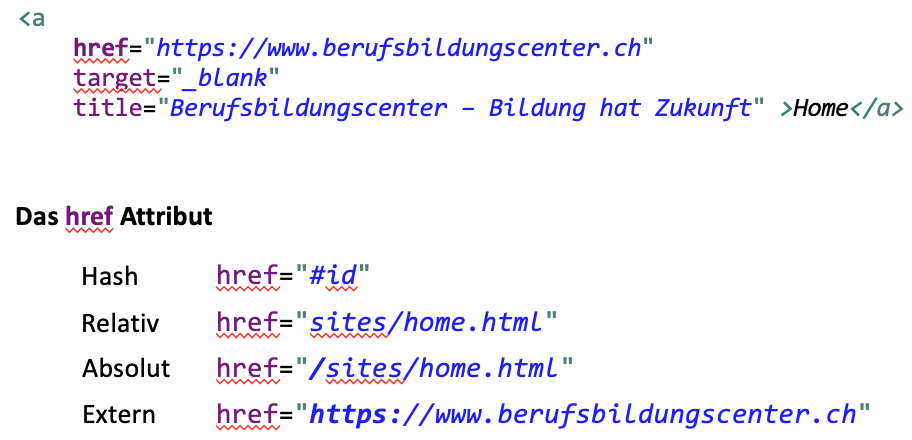 <a
href="https://www.berufsbildungscenter.ch"
target="_blank"
title="Berufsbildungscenter – Bildung hat Zukunft" >Home</a>
Das href Attribut
Hash href="#id"
Relativ href="sites/home.html"
Absolut href="/sites/home.html"
Extern href="https://www.berufsbildungscenter.ch"